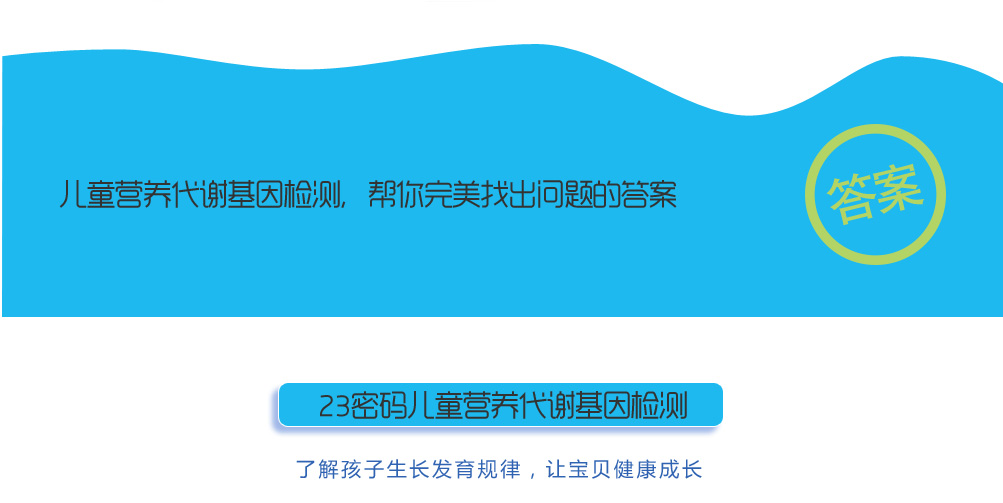 儿童营养代谢基因检测，帮你完美找出问题的答案
答案
23密码儿童营养代谢基因检测
了解孩子生长发育规律，让宝贝健康成长